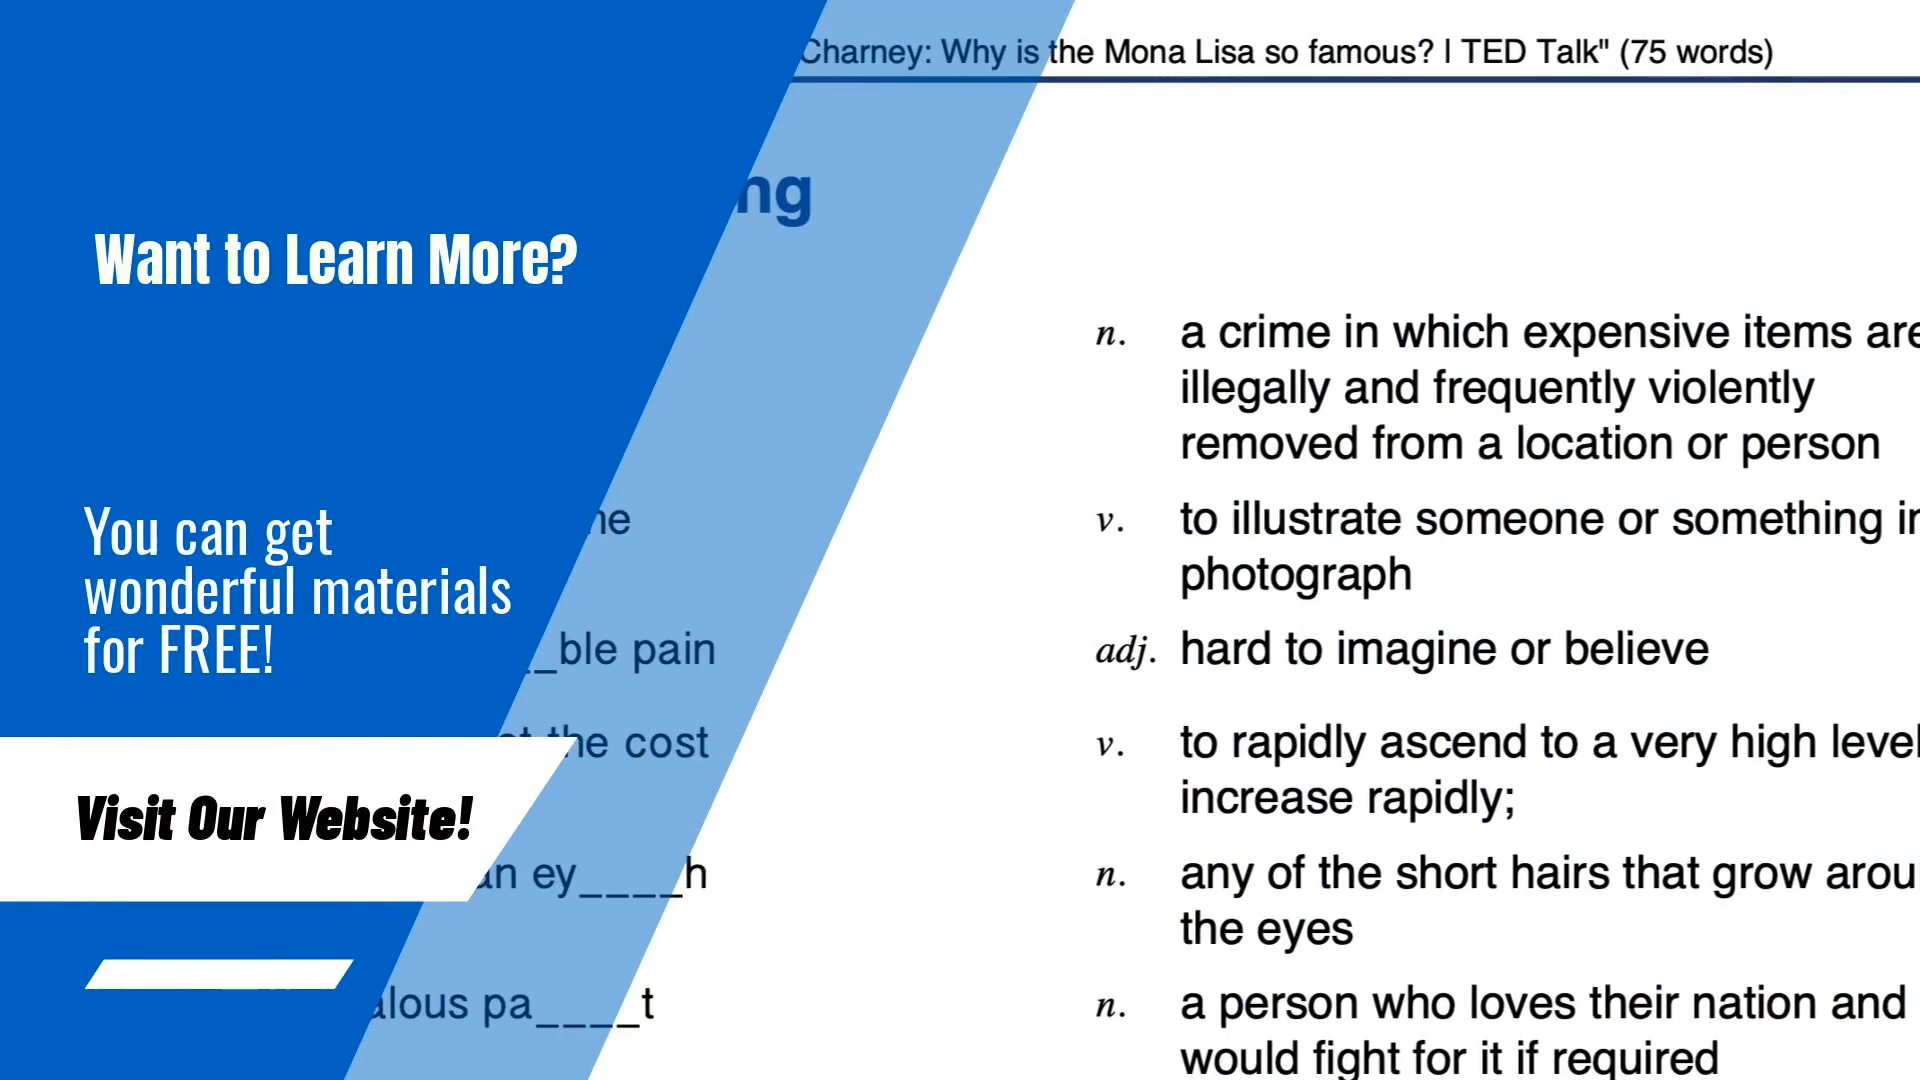 Charney: Why is the Mona Lisa so famous? | TED Talk" (75 words)
ng
Want to Learn More?
n. a crime in which expensive items are
illegally and frequently violently
removed from a location or person
You can get
wonderful materials
for FREE!
ne
v. to illustrate someone or something in
photograph
_ble pain adj. hard to imagine or believe
the cost v. to rapidly ascend to a very high level
increase rapidly;
Visit Our Website!
an ey____h n. any of the short hairs that grow arou
the eyes
alous pa____t n. a person who loves their nation and
would fight for it if required